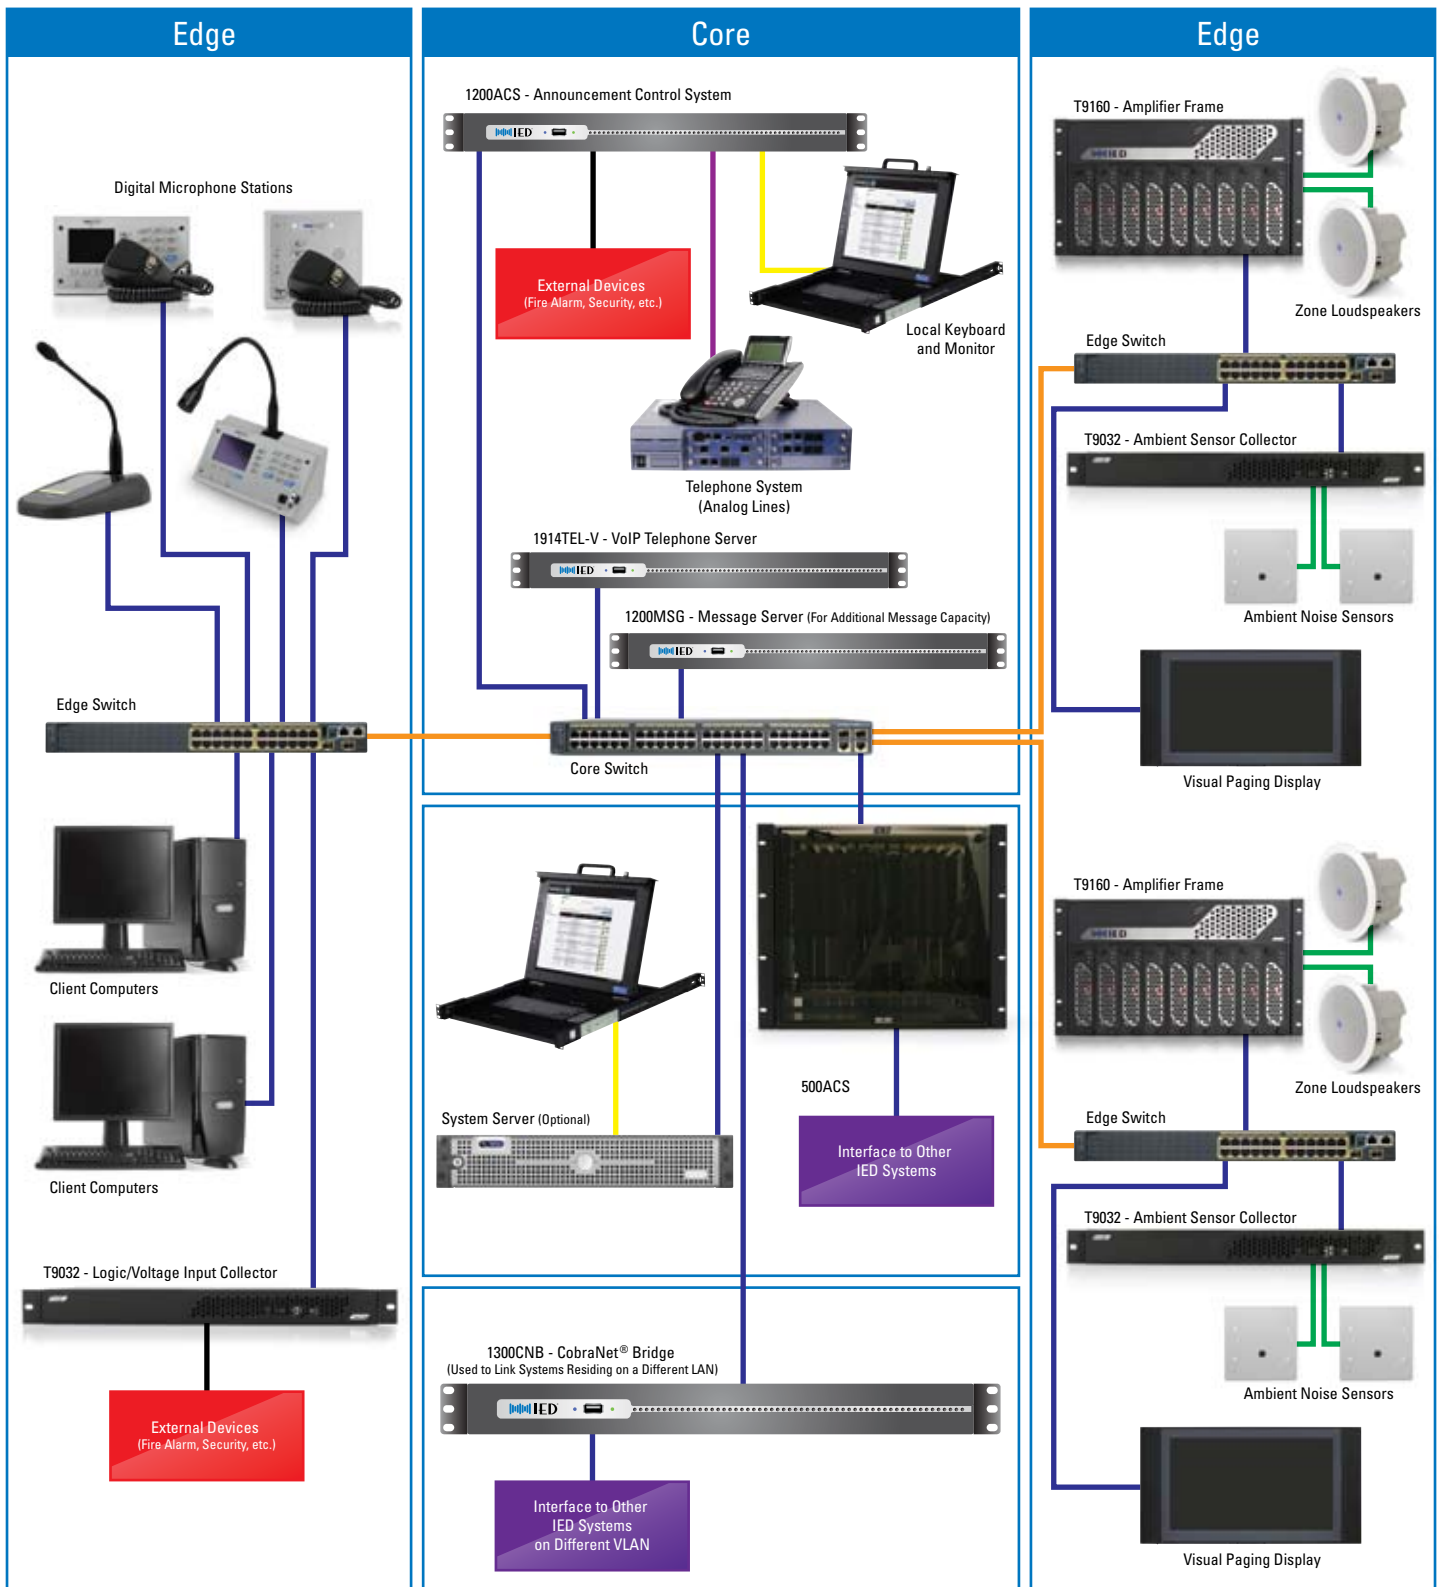 Edge
Digital Microphone Stations
Edge Switch
Client Computers
Client Computers
T9032 - Logic/Voltage Input Collector
External Devices
(Fire Alarm, Security, etc.)
Core
1200ACS - Announcement Control System
IED
External Devices
(Fire Alarm, Security, etc.)
Local Keyboard
and Monitor
Telephone System
(Analog Lines)
1914TEL-V - VoIP Telephone Server
IED
1200MSG - Message Server (For Additional Message Capacity)
IED
Core Switch
500ACS
System Server (Optional)
Interface to Other
IED Systems
1300CNB - CobraNet® Bridge
(Used to Link Systems Residing on a Different LAN)
IED
Interface to Other
IED Systems
on Different VLAN
Edge
T9160 - Amplifier Frame
IED
Zone Loudspeakers
Edge Switch
T9032 - Ambient Sensor Collector
Ambient Noise Sensors
Visual Paging Display
T9160 - Amplifier Frame
IED
Zone Loudspeakers
Edge Switch
T9032 - Ambient Sensor Collector
Ambient Noise Sensors
Visual Paging Display